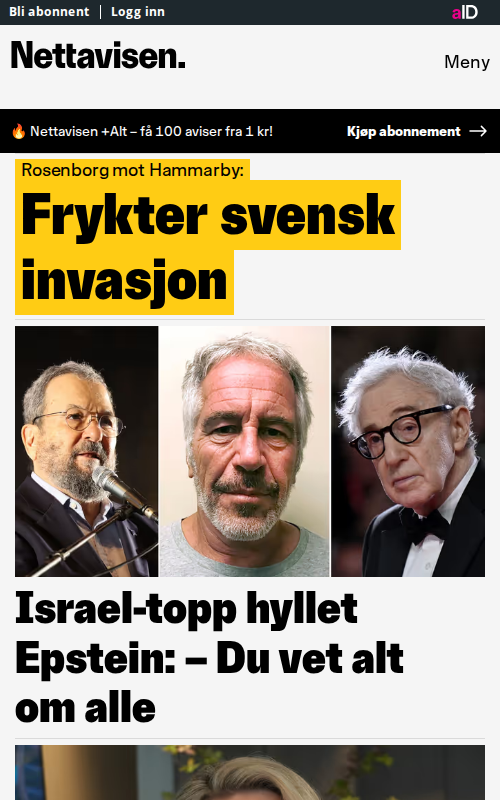 Bli abonnent | Logg inn
aID
Nettavisen.
Meny
🔥 Nettavisen +Alt – få 100 aviser fra 1 kr!
Kjøp abonnement →
Rosenborg mot Hammarby:
Frykter svensk
invasjon
Israel-topp hyllet
Epstein: – Du vet alt
om alle